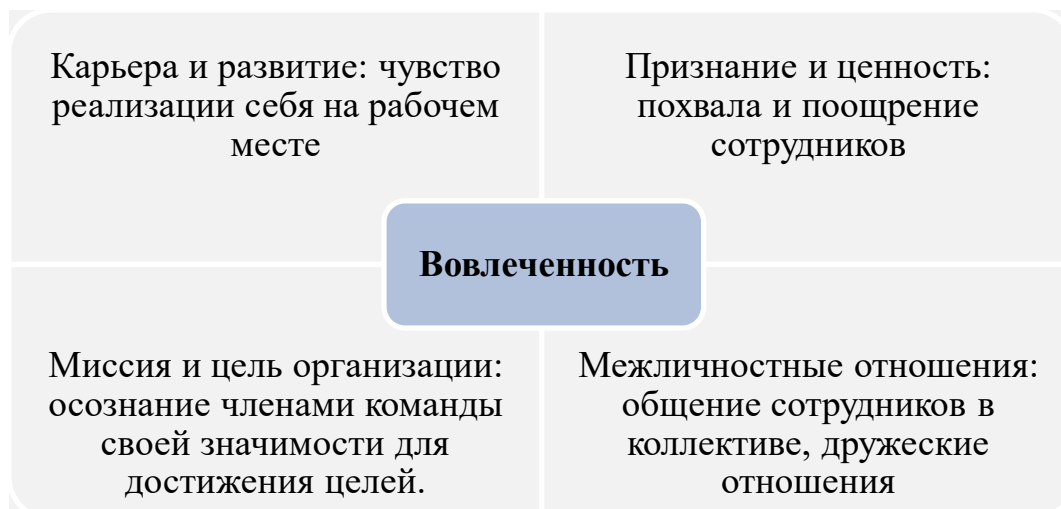 Карьера и развитие: чувство
реализации себя на рабочем
месте
Признание и ценность:
похвала и поощрение
сотрудников
Вовлеченность
Миссия и цель организации:
осознание членами команды
своей значимости для
достижения целей.
Межличностные отношения:
общение сотрудников в
коллективе, дружеские
отношения